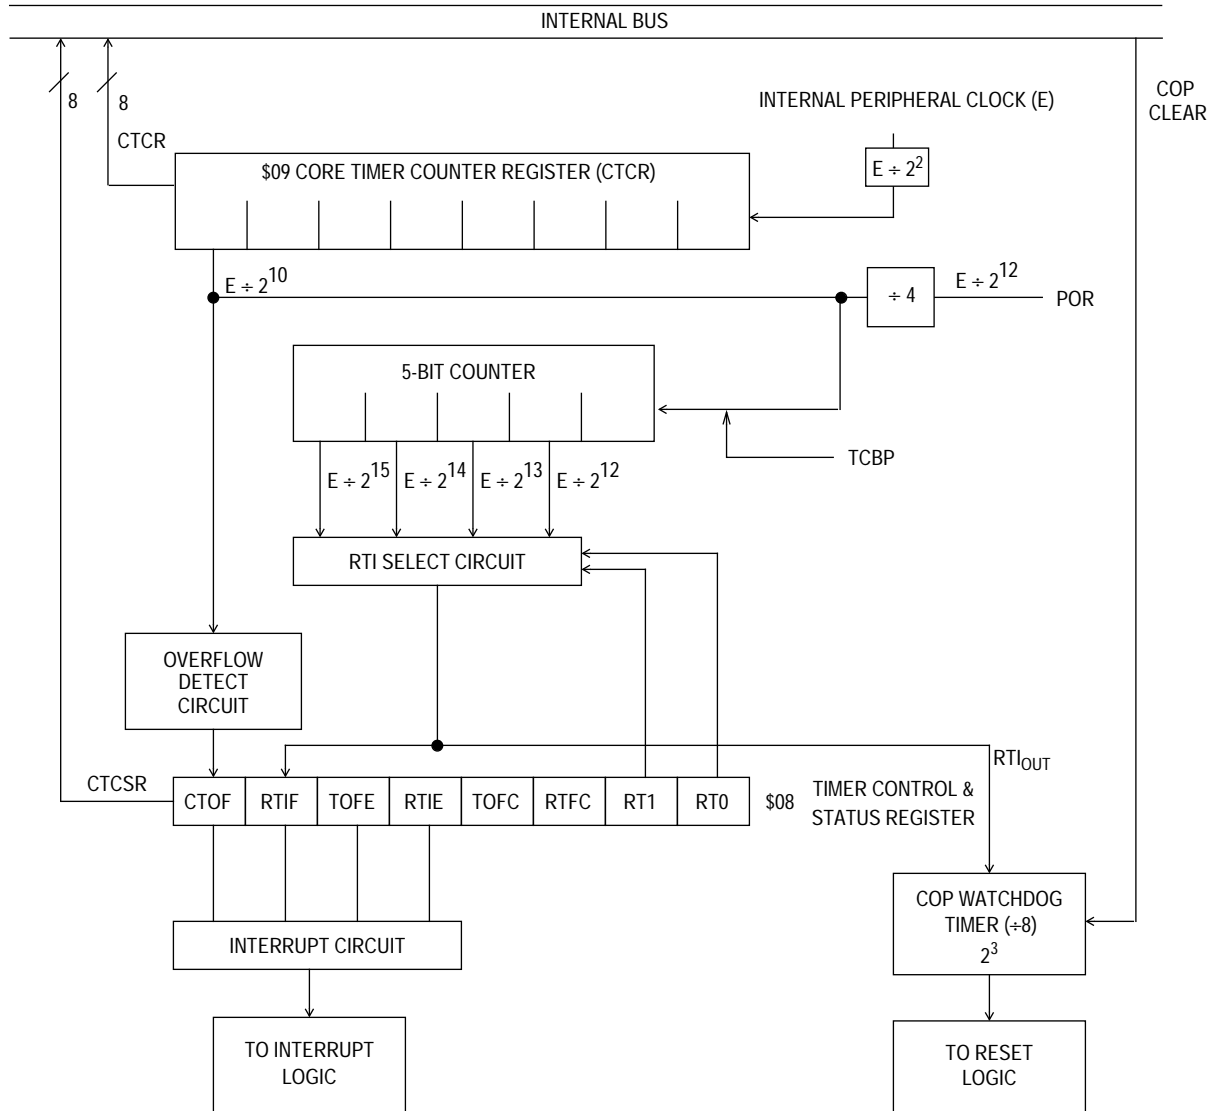 INTERNAL BUS
8
8
COP
CLEAR
INTERNAL PERIPHERAL CLOCK (E)
CTCR
E ÷ 2^2
$09 CORE TIMER COUNTER REGISTER (CTCR)
E ÷ 2^10
÷ 4
E ÷ 2^12
POR
5-BIT COUNTER
TCBP
E ÷ 2^15
E ÷ 2^14
E ÷ 2^13
E ÷ 2^12
RTI SELECT CIRCUIT
OVERFLOW
DETECT
CIRCUIT
RTI_OUT
CTCSR
CTOF
RTIF
TOFE
RTIE
TOFC
RTFC
RT1
RT0
$08
TIMER CONTROL &
STATUS REGISTER
COP WATCHDOG
TIMER (÷8)
2^3
INTERRUPT CIRCUIT
TO INTERRUPT
LOGIC
TO RESET
LOGIC